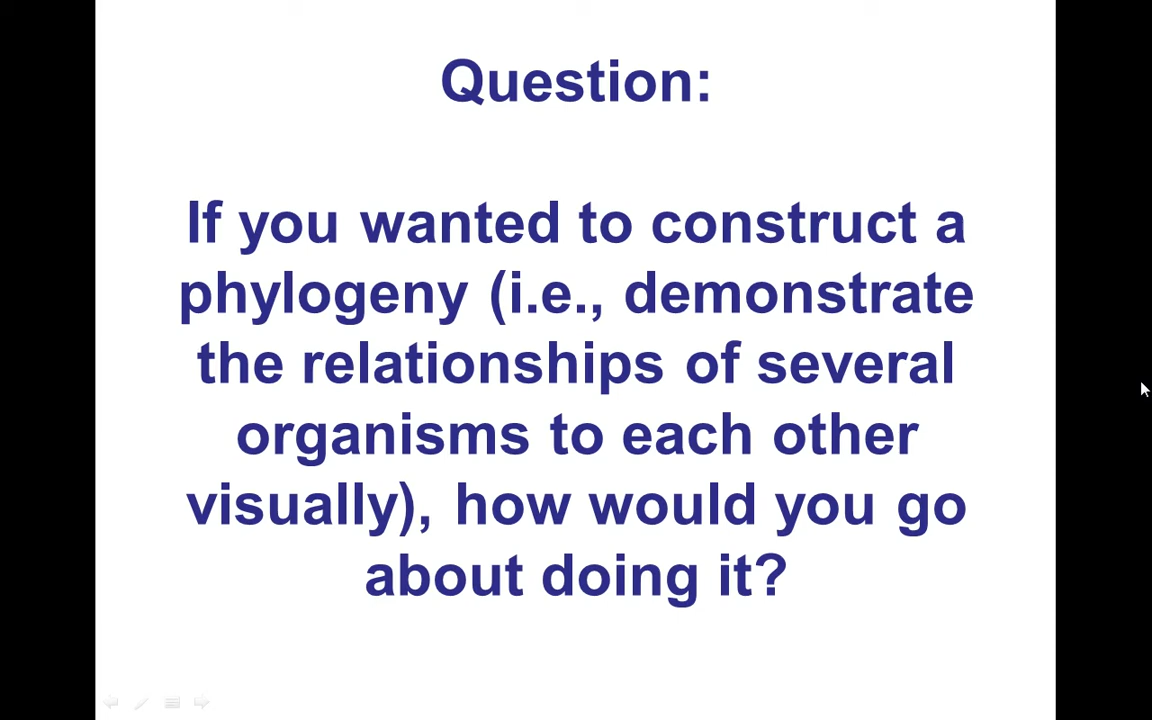 Question:
If you wanted to construct a
phylogeny (i.e., demonstrate
the relationships of several
organisms to each other
visually), how would you go
about doing it?